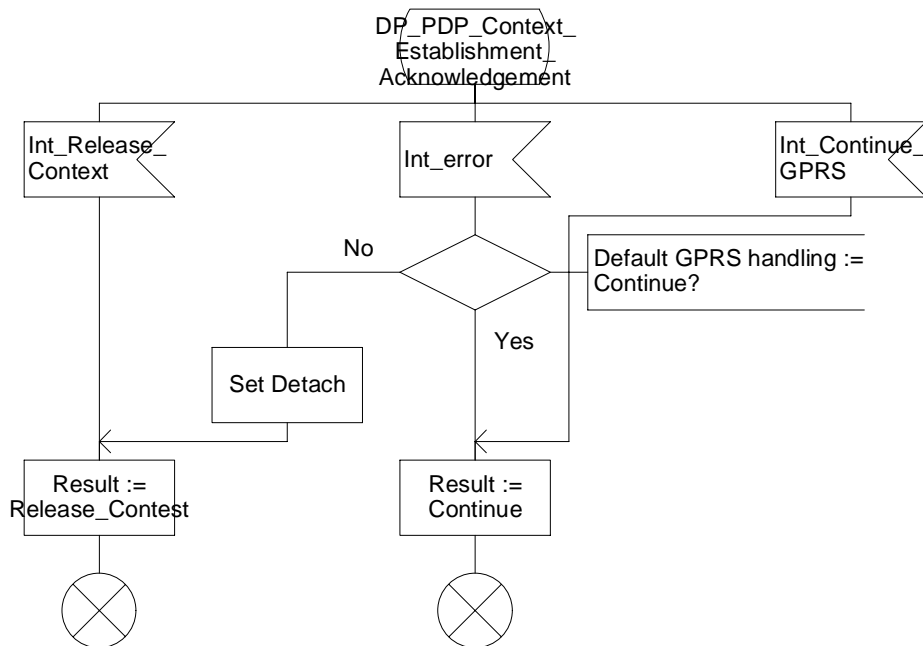 DP_PDP_Context_
Establishment_
Acknowledgement
Int_Release_
Context
Int_error
Int_Continue_
GPRS
No
Default GPRS handling :=
Continue?
Yes
Set Detach
Result :=
Release_Contest
Result :=
Continue